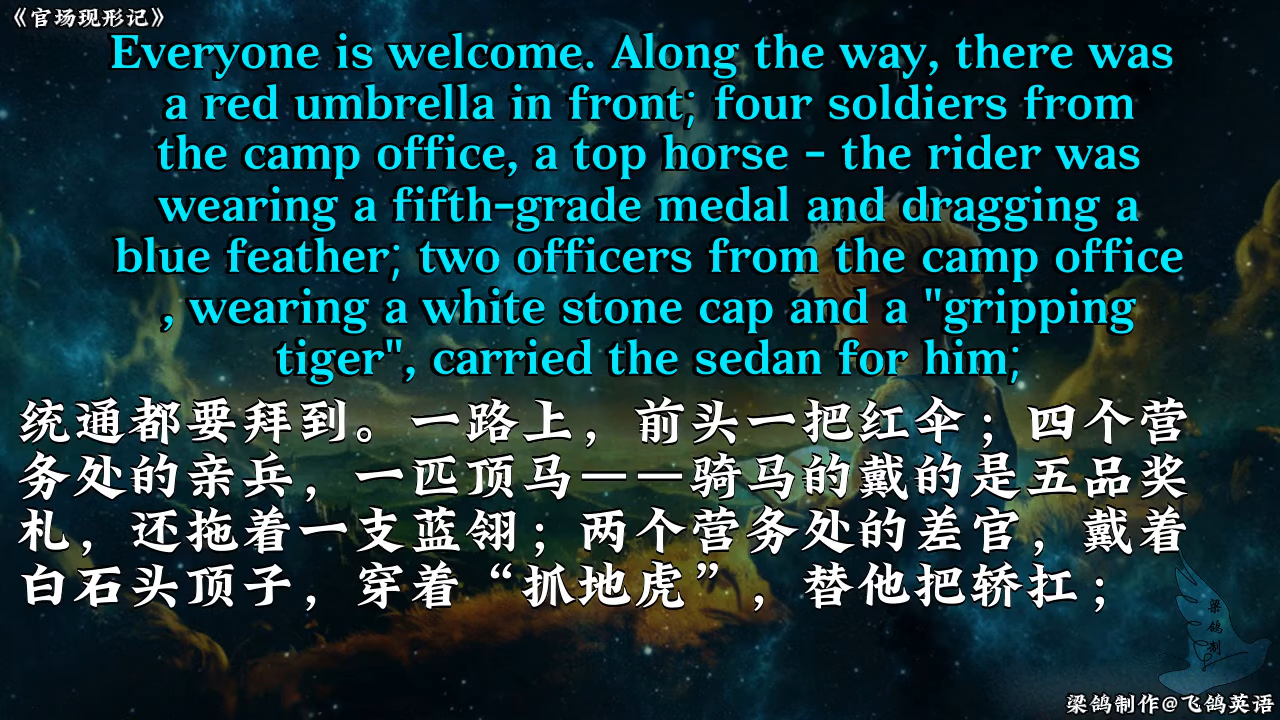 《官场现形记》
Everyone is welcome. Along the way, there was
a red umbrella in front; four soldiers from
the camp office, a top horse - the rider was
wearing a fifth-grade medal and dragging a
blue feather; two officers from the camp office
, wearing a white stone cap and a "gripping
tiger", carried the sedan for him;
统通都要拜到。一路上，前头一把红伞；四个营
务处的亲兵，一匹顶马——骑马的戴的是五品奖
札，还拖着一支蓝翎；两个营务处的差官，戴着
白石头顶子，穿着“抓地虎”，替他把轿扛；
梁
鸽
制
梁鸽制作@飞鸽英语